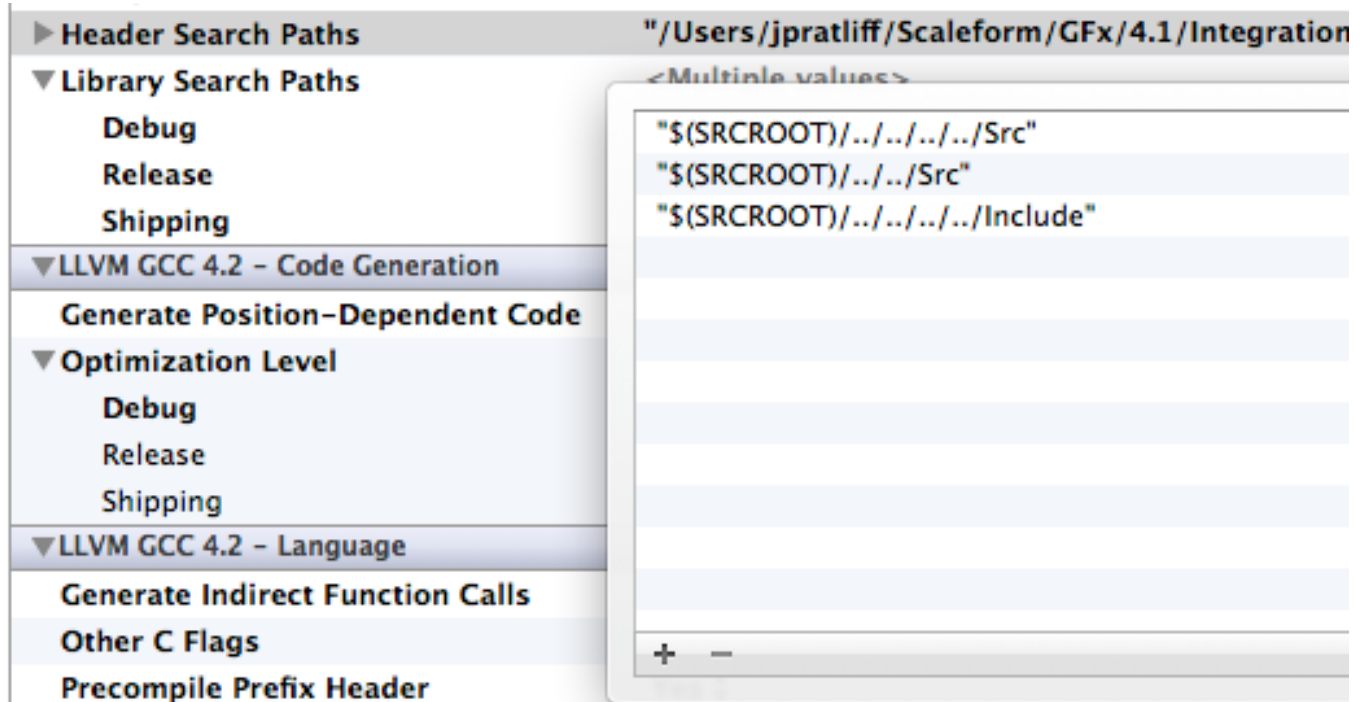 Header Search Paths "/Users/jpratliff/Scaleform/GFx/4.1/Integration
Library Search Paths <Multiple values>
Debug
Release
Shipping
"$(SRCROOT)/../../../../Src"
"$(SRCROOT)/../../Src"
"$(SRCROOT)/../../../../Include"
LLVM GCC 4.2 – Code Generation
Generate Position-Dependent Code
Optimization Level
Debug
Release
Shipping
LLVM GCC 4.2 – Language
Generate Indirect Function Calls
Other C Flags
Precompile Prefix Header
+ −